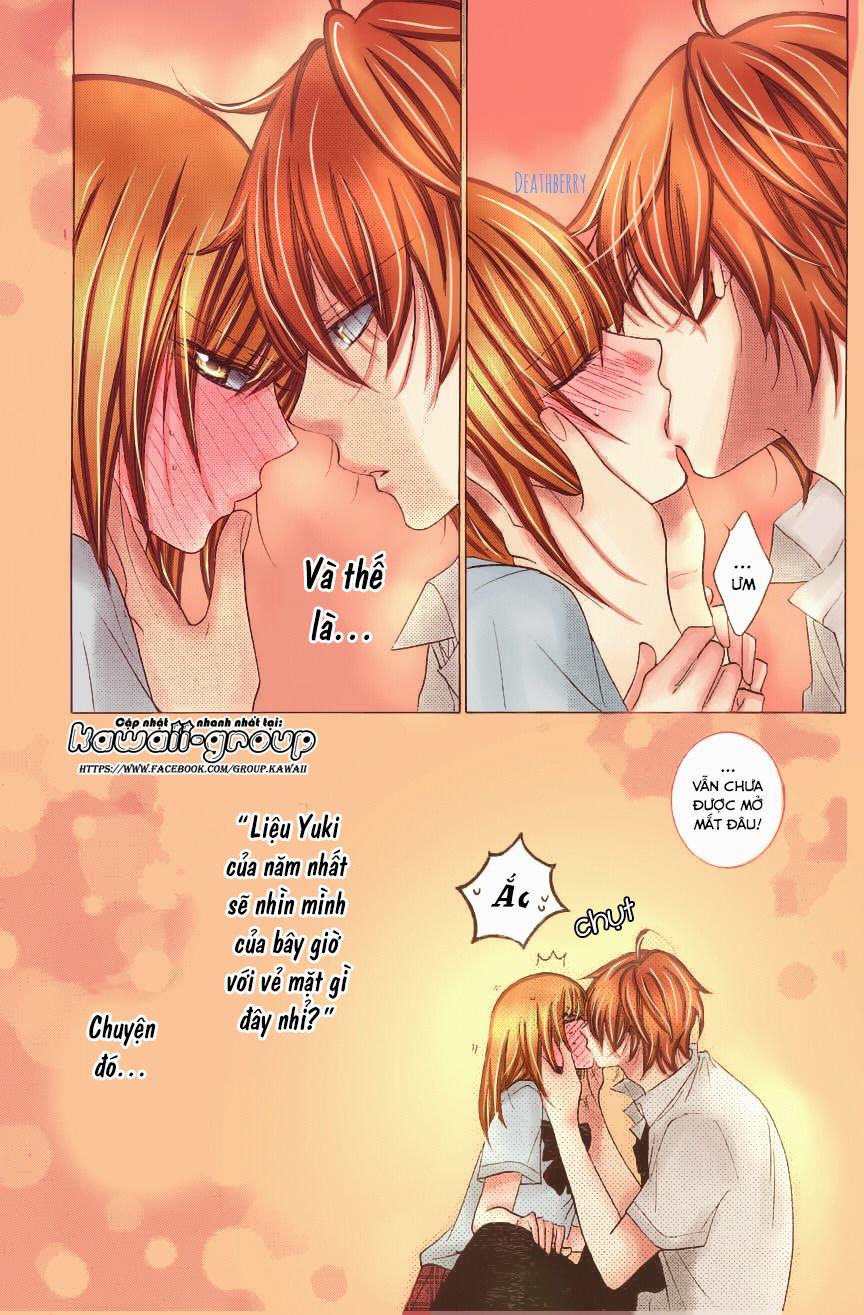 DEATHBERRY
Và thế
là...
...
ƯM
Cập nhật nhanh nhất tại:
kawaii-group
HTTPS://WWW.FACEBOOK.COM/GROUP.KAWAII
...
VẪN CHƯA
ĐƯỢC MỞ
MẮT ĐÂU!
Ắc
chụt
“Liệu Yuki
của năm nhất
sẽ nhìn mình
của bây giờ
với vẻ mặt gì
đây nhỉ?”
Chuyện
đó...